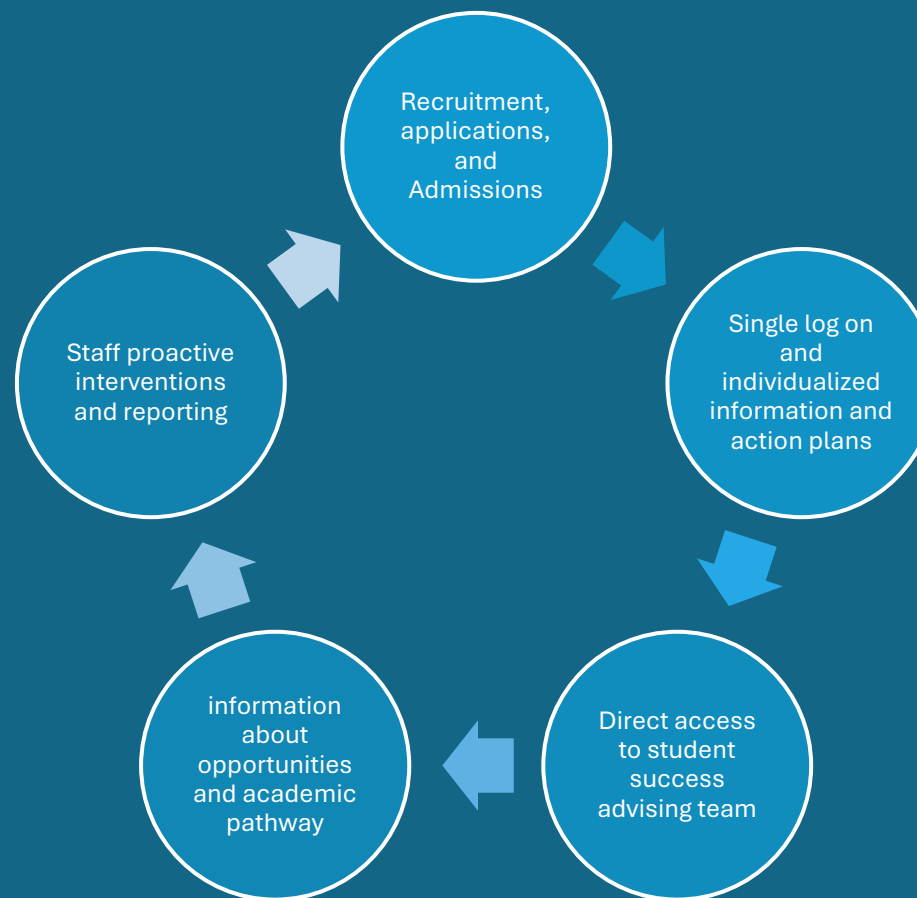 Recruitment,
applications,
and
Admissions
Single log on
and
individualized
information and
action plans
Direct access
to student
success
advising team
information
about
opportunities
and academic
pathway
Staff proactive
interventions
and reporting